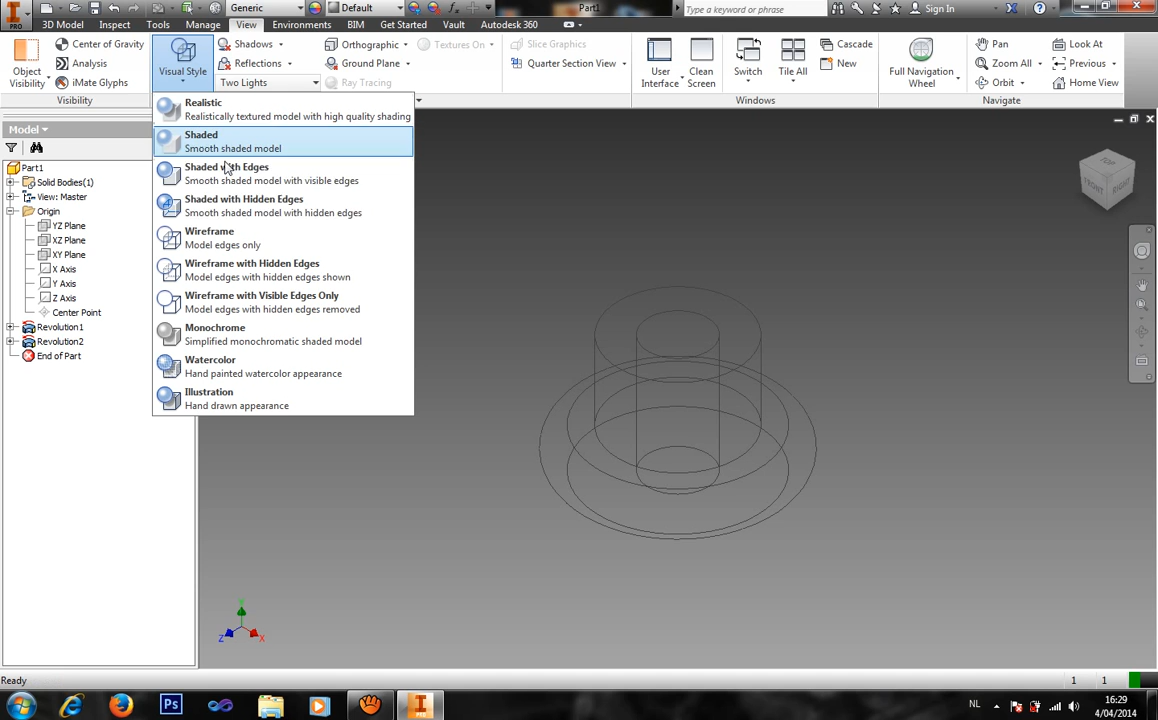 PRO
Generic
Default
Part1
Type a keyword or phrase
Sign In
3D Model
Inspect
Tools
Manage
View
Environments
BIM
Get Started
Vault
Autodesk 360
Object
Visibility
Center of Gravity
Analysis
iMate Glyphs
Visibility
Visual Style
Shadows
Reflections
Two Lights
Orthographic
Ground Plane
Ray Tracing
Textures On
Slice Graphics
Quarter Section View
User
Interface
Clean
Screen
Switch
Tile All
Cascade
New
Windows
Full Navigation
Wheel
Pan
Zoom All
Orbit
Look At
Previous
Home View
Navigate
Realistic
Realistically textured model with high quality shading
Shaded
Smooth shaded model
Shaded with Edges
Smooth shaded model with visible edges
Shaded with Hidden Edges
Smooth shaded model with hidden edges
Wireframe
Model edges only
Wireframe with Hidden Edges
Model edges with hidden edges shown
Wireframe with Visible Edges Only
Model edges with hidden edges removed
Monochrome
Simplified monochromatic shaded model
Watercolor
Hand painted watercolor appearance
Illustration
Hand drawn appearance
Model
Part1
Solid Bodies(1)
View: Master
Origin
YZ Plane
XZ Plane
XY Plane
X Axis
Y Axis
Z Axis
Center Point
Revolution1
Revolution2
End of Part
TOP
FRONT
RIGHT
Z
X
Ready
1
1
Ps
PRO
NL
16:29
4/04/2014